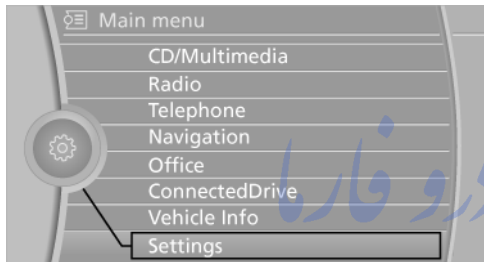 Main menu
CD/Multimedia
Radio
Telephone
Navigation
Office
ConnectedDrive
Vehicle Info
Settings